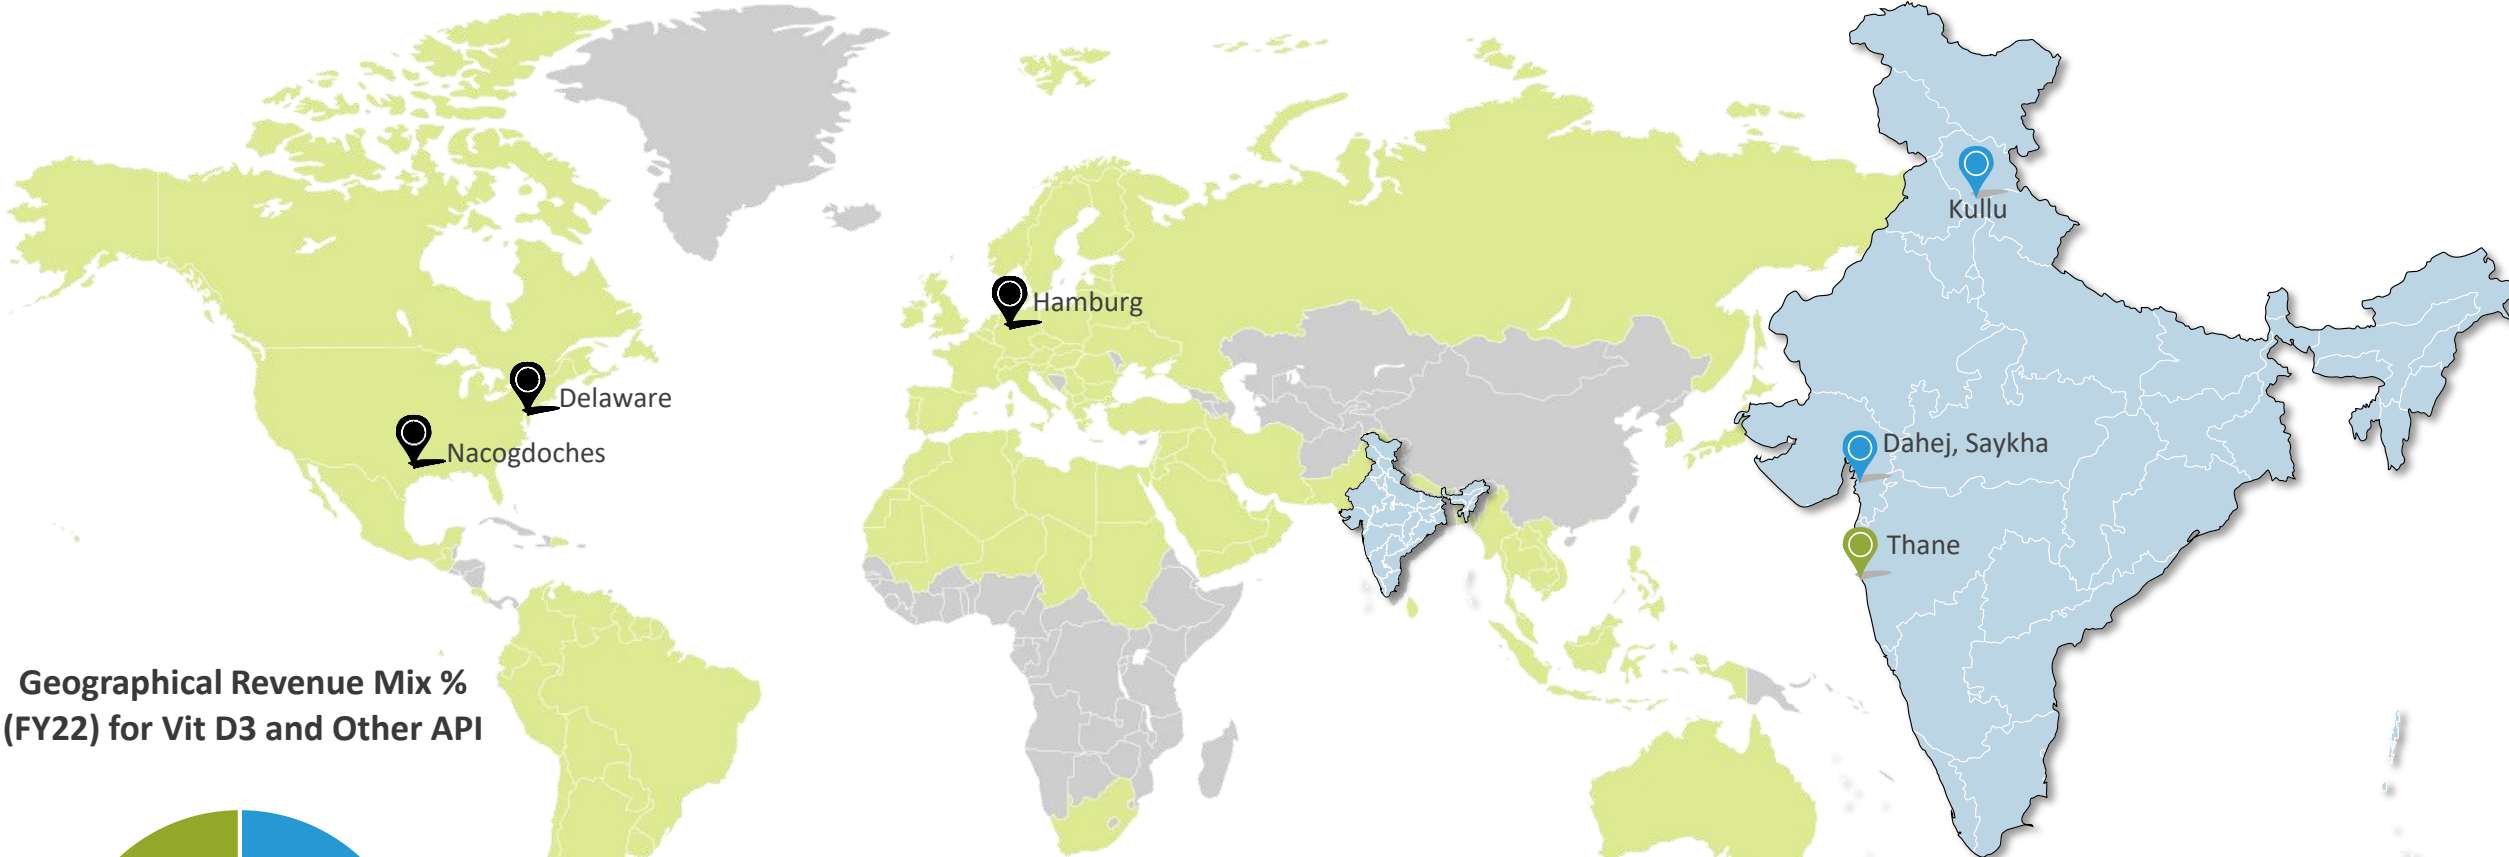 Kullu
Hamburg
Delaware
Nacogdoches
Dahej, Saykha
Thane
Geographical Revenue Mix %
(FY22) for Vit D3 and Other API